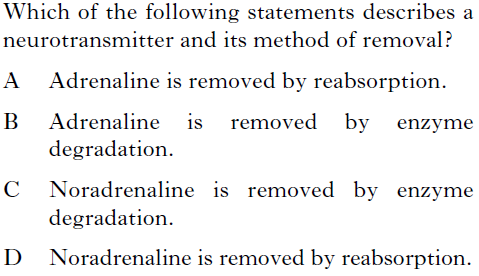 Which of the following statements describes a
neurotransmitter and its method of removal?
A Adrenaline is removed by reabsorption.
B Adrenaline is removed by enzyme
degradation.
C Noradrenaline is removed by enzyme
degradation.
D Noradrenaline is removed by reabsorption.